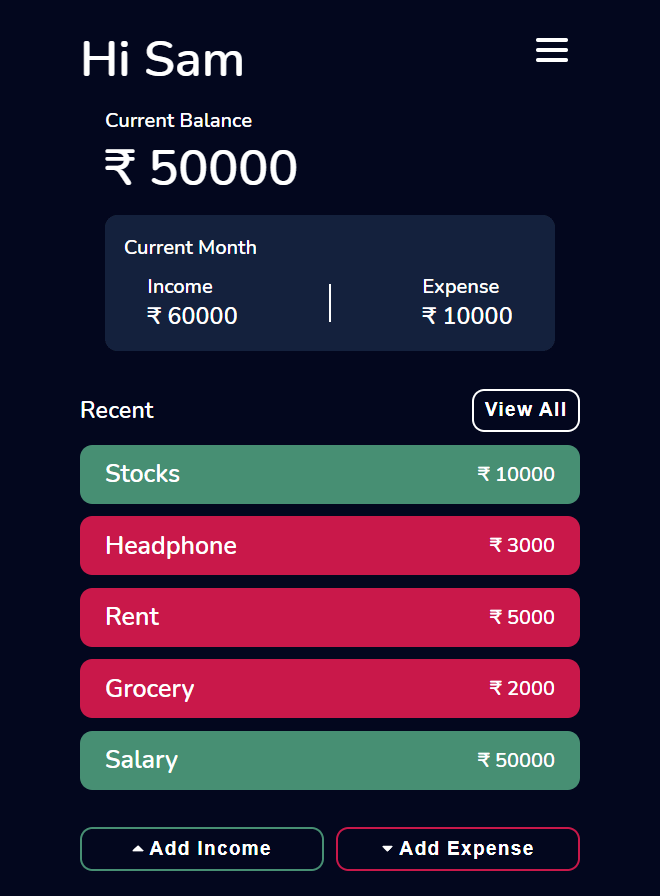 Hi Sam
Current Balance
₹ 50000
Current Month
Income Expense
₹ 60000 ₹ 10000
Recent View All
Stocks ₹ 10000
Headphone ₹ 3000
Rent ₹ 5000
Grocery ₹ 2000
Salary ₹ 50000
Add Income Add Expense